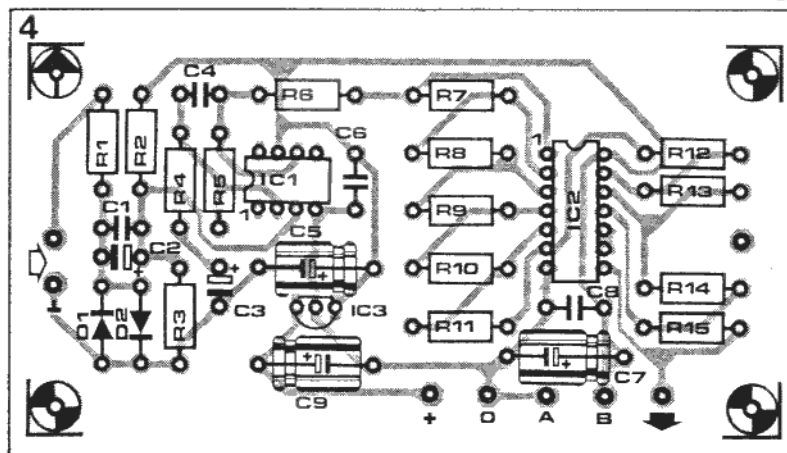 4
C4
R6
R7
R1
R2
R4
R5
C6
1
R8
R12
IC1
1
R13
C1
C2
+
R9
IC2
C5
+
R10
C8
R14
D1
D2
R3
C3
+
IC3
R11
R15
+
C9
+
C7
+
0
A
B